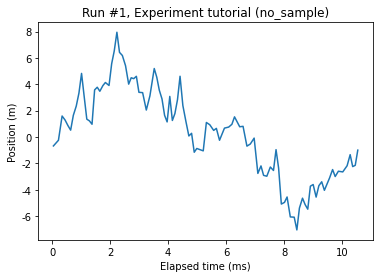 Run #1, Experiment tutorial (no_sample)
Position (m)
8
6
4
2
0
-2
-4
-6
0 2 4 6 8 10
Elapsed time (ms)